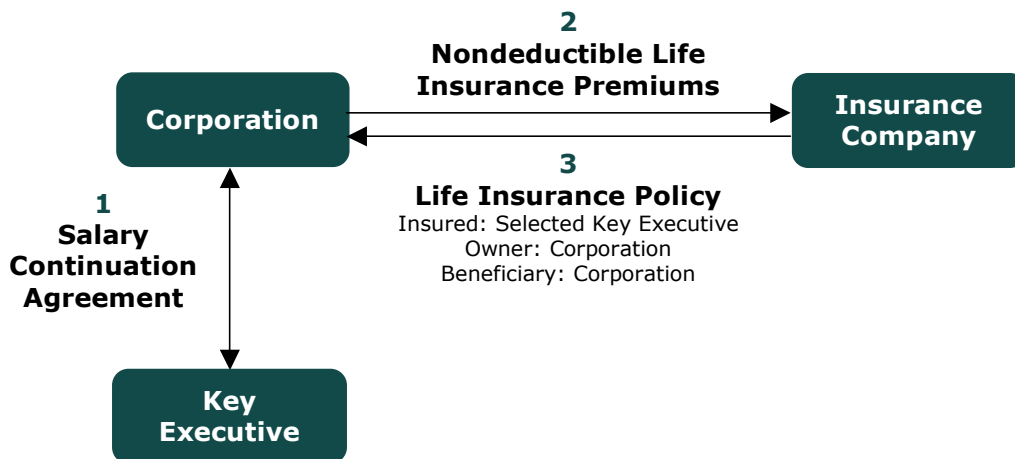 2
Nondeductible Life
Insurance Premiums
Corporation
Insurance
Company
3
Life Insurance Policy
Insured: Selected Key Executive
Owner: Corporation
Beneficiary: Corporation
1
Salary
Continuation
Agreement
Key
Executive